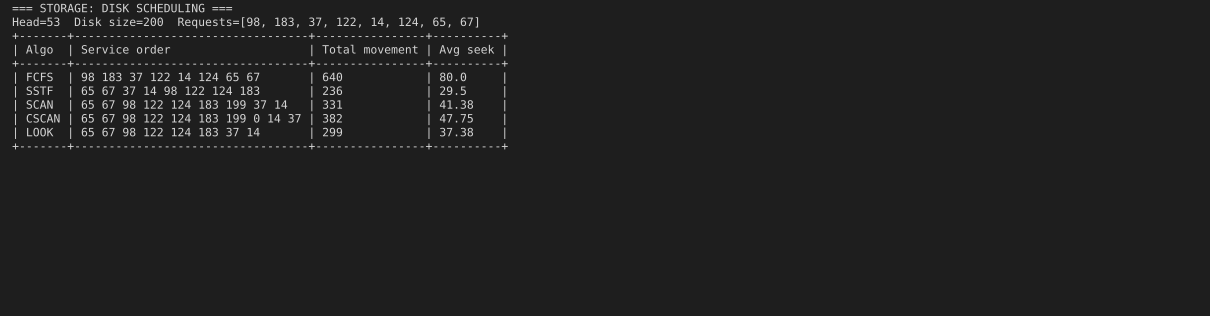 === STORAGE: DISK SCHEDULING ===
Head=53  Disk size=200  Requests=[98, 183, 37, 122, 14, 124, 65, 67]
+-------+----------------------------------+----------------+----------+
| Algo  | Service order                    | Total movement | Avg seek |
+-------+----------------------------------+----------------+----------+
| FCFS  | 98 183 37 122 14 124 65 67       | 640            | 80.0     |
| SSTF  | 65 67 37 14 98 122 124 183       | 236            | 29.5     |
| SCAN  | 65 67 98 122 124 183 199 37 14   | 331            | 41.38    |
| CSCAN | 65 67 98 122 124 183 199 0 14 37 | 382            | 47.75    |
| LOOK  | 65 67 98 122 124 183 37 14       | 299            | 37.38    |
+-------+----------------------------------+----------------+----------+